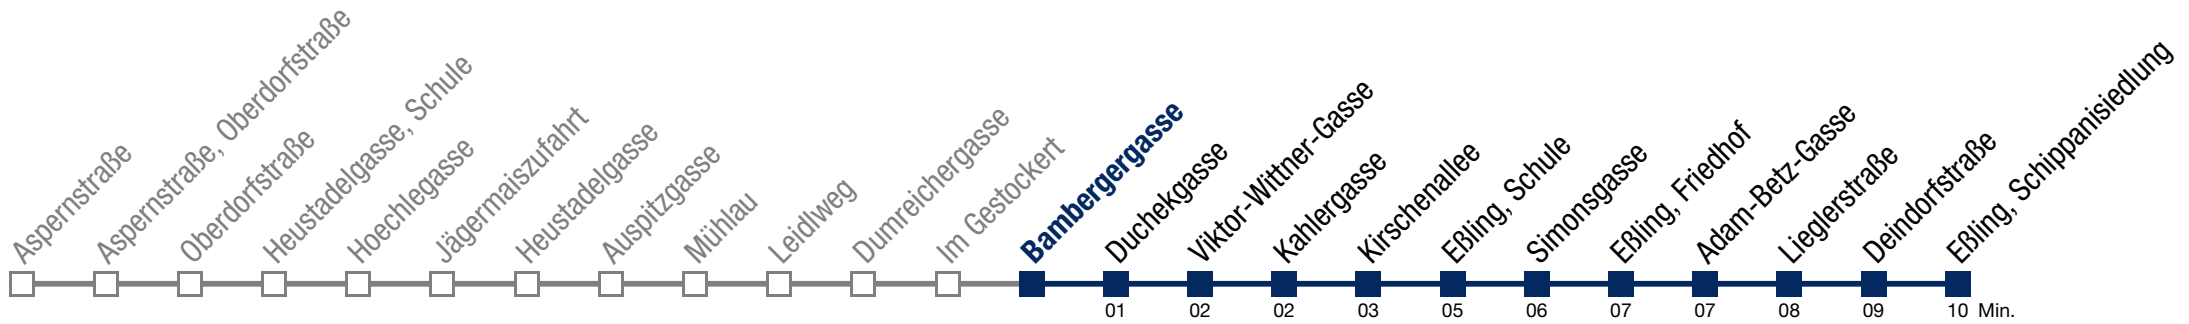 Aspernstraße
Aspernstraße, Oberdorfstraße
Oberdorfstraße
Heustadelgasse, Schule
Hoechlegasse
Jägermaiszufahrt
Heustadelgasse
Auspitzgasse
Mühlau
Leidlweg
Dumreichergasse
Im Gestockert
Bambergergasse
Duchekgasse
Viktor-Wittner-Gasse
Kahlergasse
Kirschenallee
Eßling, Schule
Simonsgasse
Eßling, Friedhof
Adam-Betz-Gasse
Lieglerstraße
Deindorfstraße
Eßling, Schippanisiedlung
01 02 02 03 05 06 07 07 08 09 10 Min.